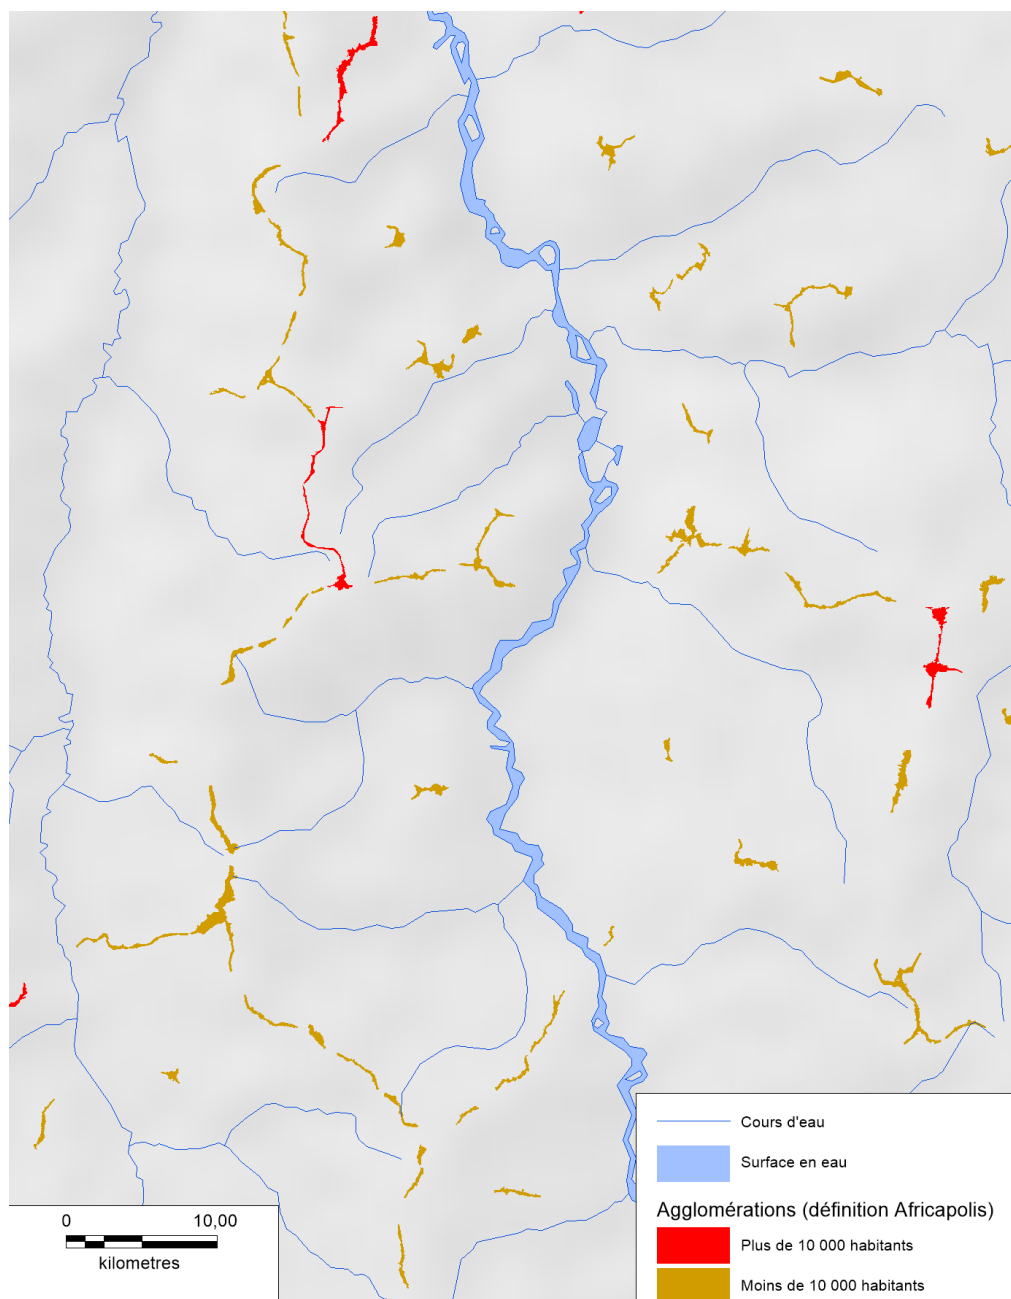 Cours d'eau
Surface en eau
Agglomérations (définition Africapolis)
Plus de 10 000 habitants
Moins de 10 000 habitants
0 10,00
kilometres